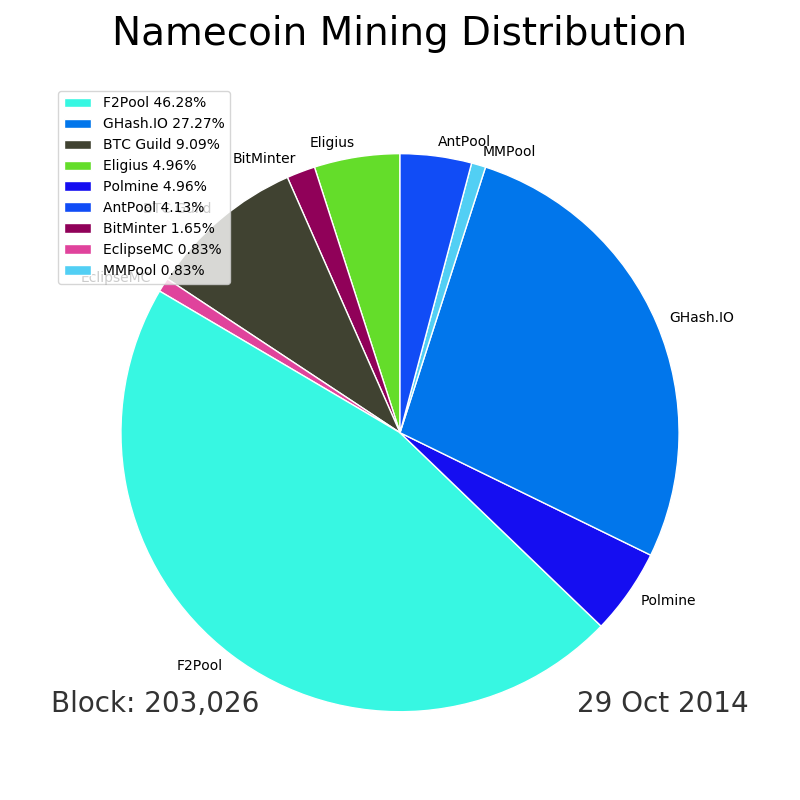 Namecoin Mining Distribution
F2Pool 46.28%
GHash.IO 27.27%
BTC Guild 9.09%
Eligius 4.96%
Polmine 4.96%
AntPool 4.13%
BitMinter 1.65%
EclipseMC 0.83%
MMPool 0.83%
Eligius
AntPool
MMPool
BitMinter
BTC Guild
EclipseMC
GHash.IO
Polmine
F2Pool
Block: 203,026
29 Oct 2014